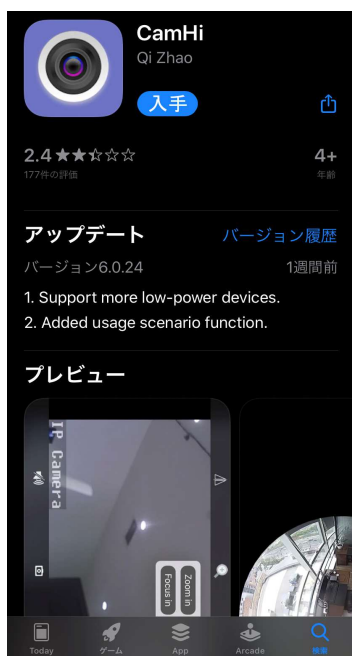 CamHi
Qi Zhao
入手
2.4★★☆☆☆
4+
177件の評価
年齢
アップデート
バージョン履歴
バージョン6.0.24
1週間前
1. Support more low-power devices.
2. Added usage scenario function.
プレビュー
IP Camera
Zoom in
Focus in
Today
ゲーム
App
Arcade
検索